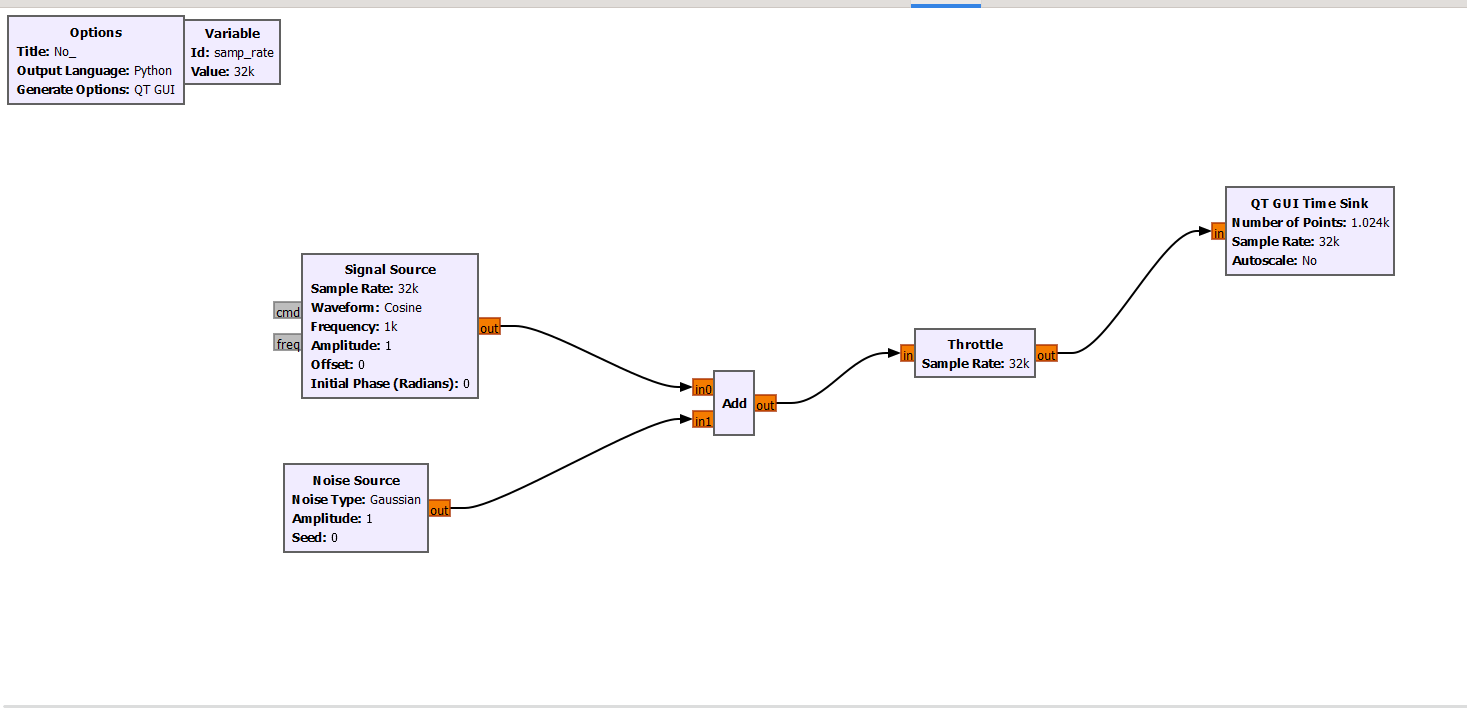 Options
Title: No_
Output Language: Python
Generate Options: QT GUI
Variable
Id: samp_rate
Value: 32k
QT GUI Time Sink
Number of Points: 1.024k
Sample Rate: 32k
Autoscale: No
in
Signal Source
Sample Rate: 32k
Waveform: Cosine
Frequency: 1k
Amplitude: 1
Offset: 0
Initial Phase (Radians): 0
cmd
freq
out
Throttle
Sample Rate: 32k
in
out
Add
in0
in1
out
Noise Source
Noise Type: Gaussian
Amplitude: 1
Seed: 0
out